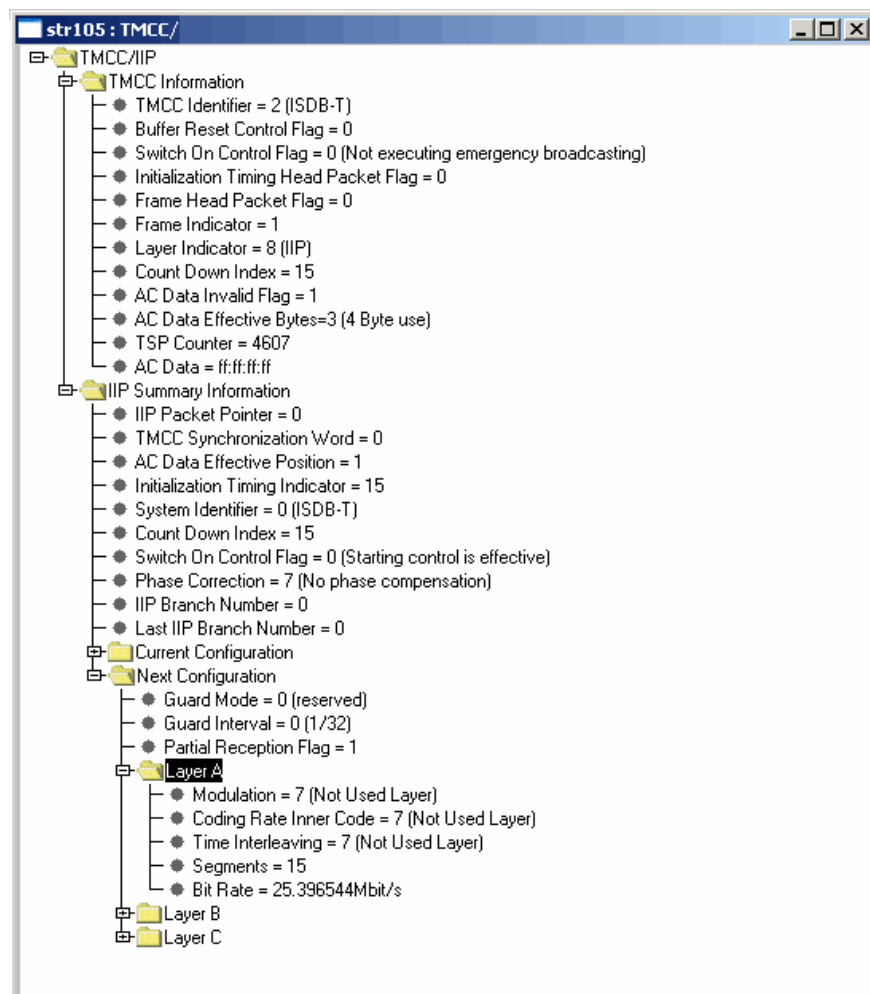 str105 : TMCC/
TMCC/IIP
TMCC Information
TMCC Identifier = 2 (ISDB-T)
Buffer Reset Control Flag = 0
Switch On Control Flag = 0 (Not executing emergency broadcasting)
Initialization Timing Head Packet Flag = 0
Frame Head Packet Flag = 0
Frame Indicator = 1
Layer Indicator = 8 (IIP)
Count Down Index = 15
AC Data Invalid Flag = 1
AC Data Effective Bytes=3 (4 Byte use)
TSP Counter = 4607
AC Data = ff:ff:ff:ff
IIP Summary Information
IIP Packet Pointer = 0
TMCC Synchronization Word = 0
AC Data Effective Position = 1
Initialization Timing Indicator = 15
System Identifier = 0 (ISDB-T)
Count Down Index = 15
Switch On Control Flag = 0 (Starting control is effective)
Phase Correction = 7 (No phase compensation)
IIP Branch Number = 0
Last IIP Branch Number = 0
Current Configuration
Next Configuration
Guard Mode = 0 (reserved)
Guard Interval = 0 (1/32)
Partial Reception Flag = 1
Layer A
Modulation = 7 (Not Used Layer)
Coding Rate Inner Code = 7 (Not Used Layer)
Time Interleaving = 7 (Not Used Layer)
Segments = 15
Bit Rate = 25.396544Mbit/s
Layer B
Layer C